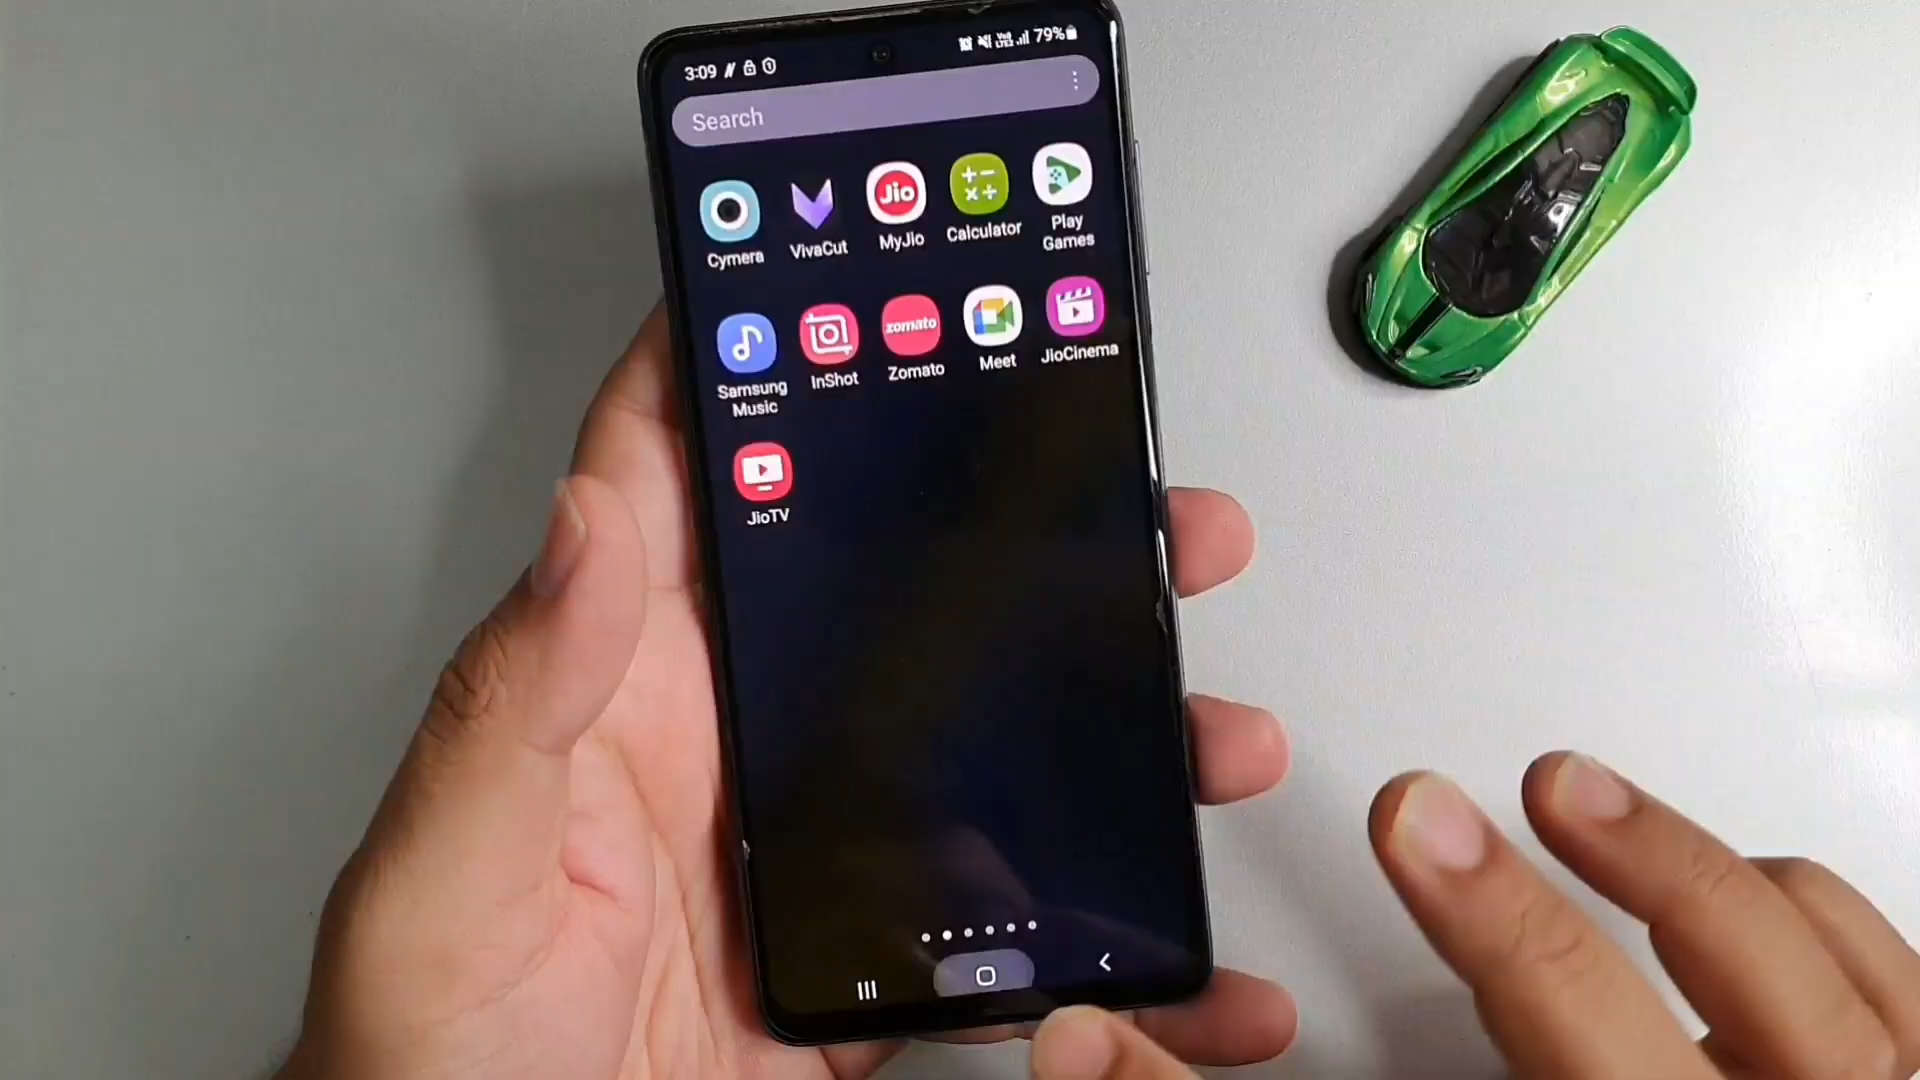 3:09
79%
Search
Cymera
VivaCut
Jio
MyJio
Calculator
Play
Games
Samsung
Music
InShot
zomato
Zomato
Meet
JioCinema
JioTV